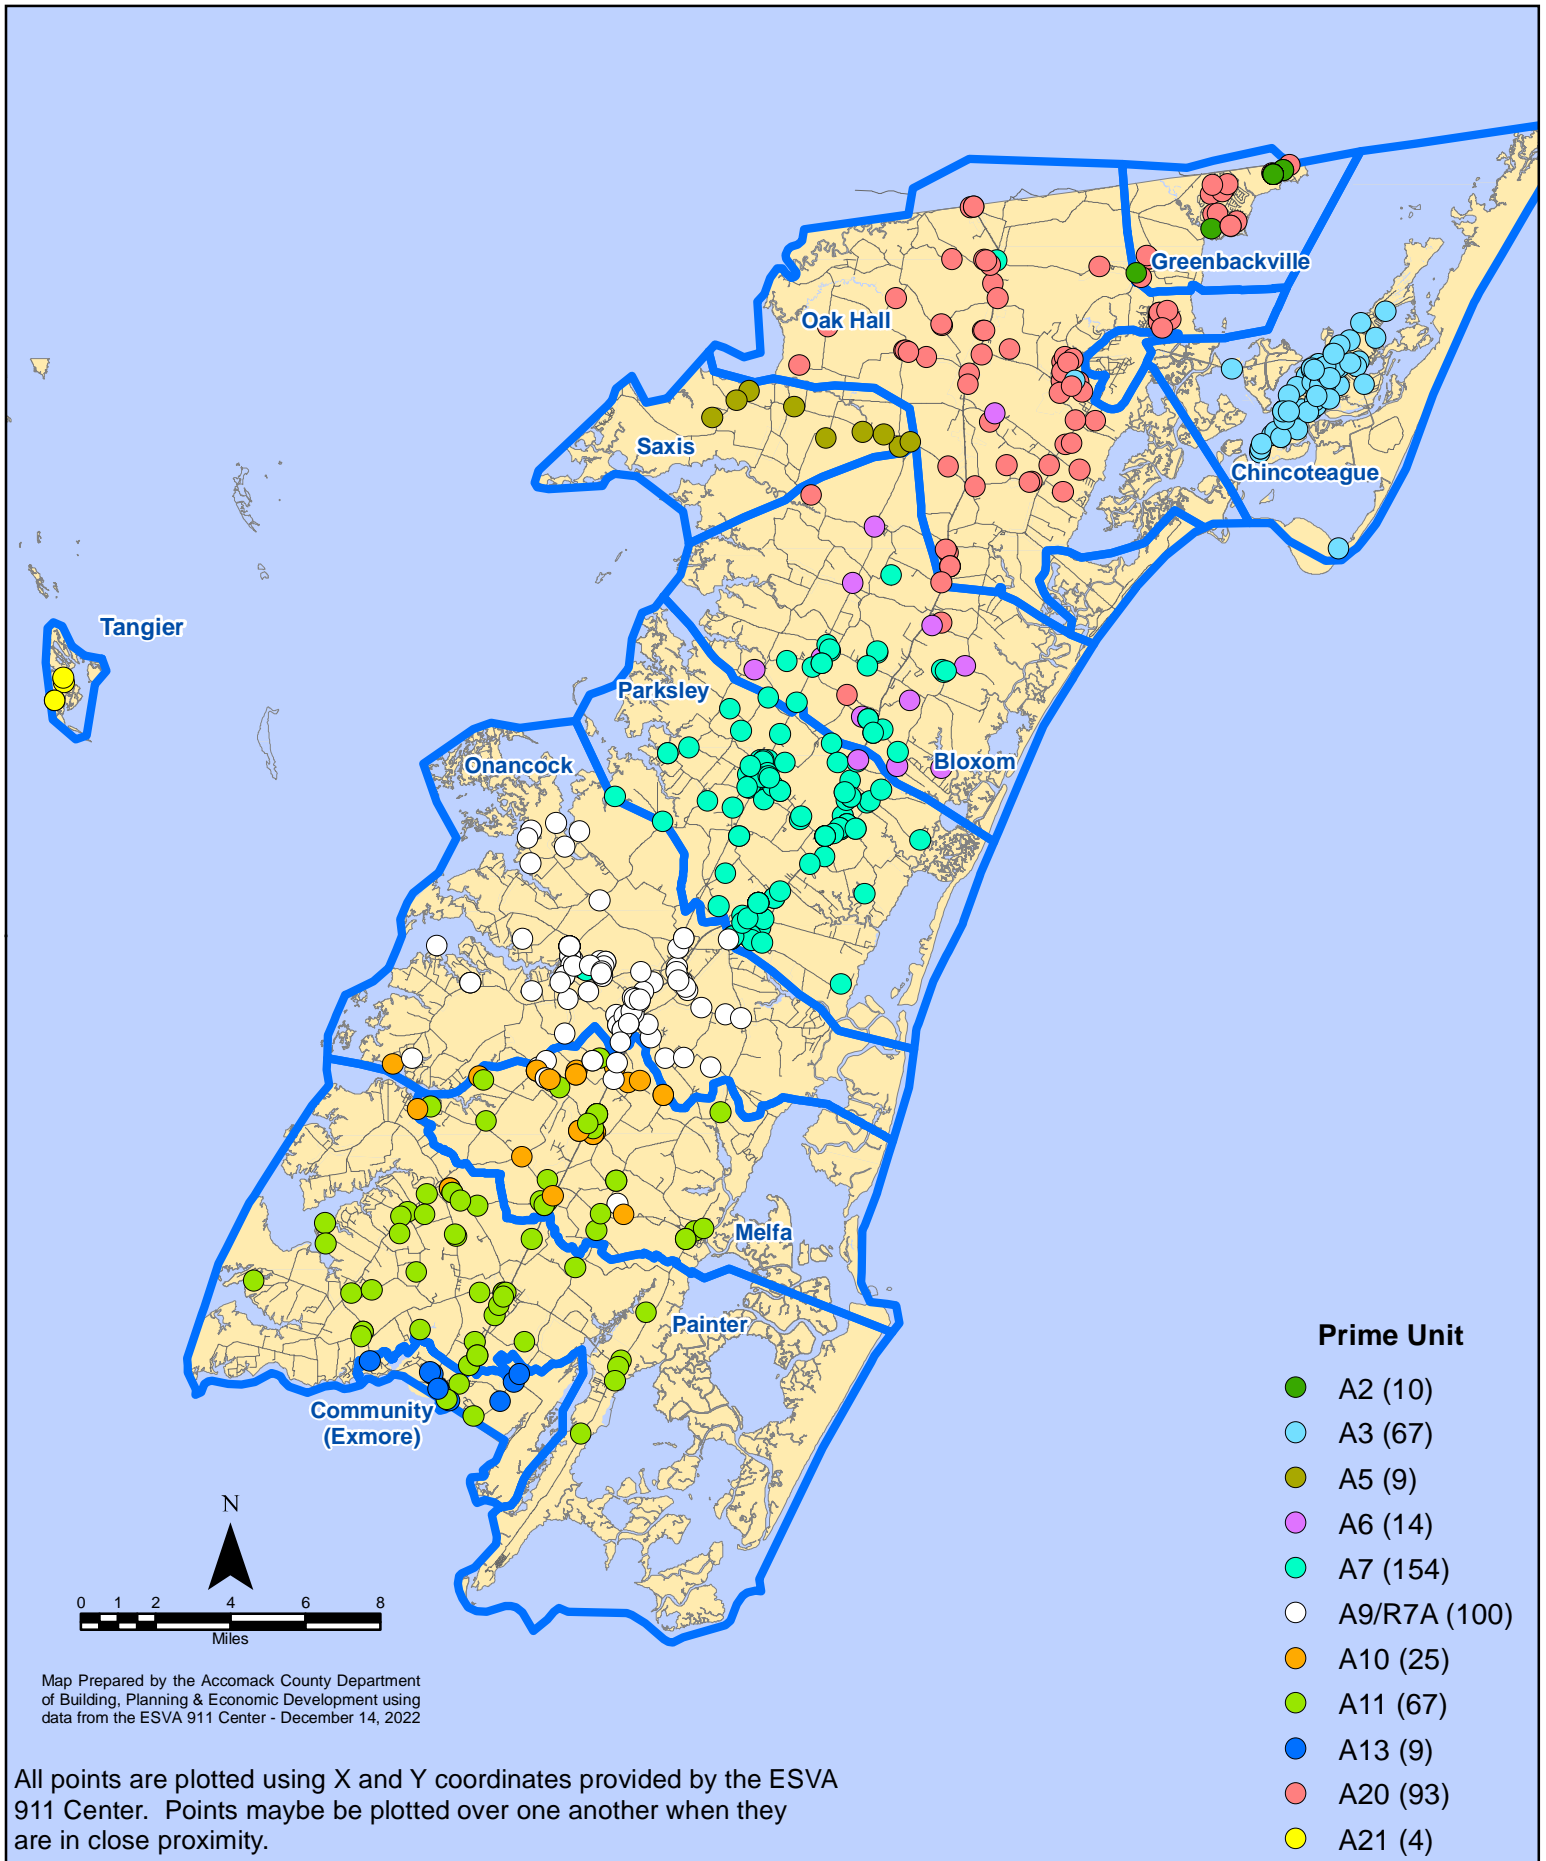 Greenbackville
Oak Hall
Saxis
Chincoteague
Tangier
Parksley
Onancock
Bloxom
Melfa
Painter
Community
(Exmore)
Prime Unit
A2 (10)
A3 (67)
A5 (9)
A6 (14)
A7 (154)
A9/R7A (100)
A10 (25)
A11 (67)
A13 (9)
A20 (93)
A21 (4)
N
0 1 2 4 6 8
Miles
Map Prepared by the Accomack County Department
of Building, Planning & Economic Development using
data from the ESVA 911 Center - December 14, 2022
All points are plotted using X and Y coordinates provided by the ESVA
911 Center. Points maybe be plotted over one another when they
are in close proximity.